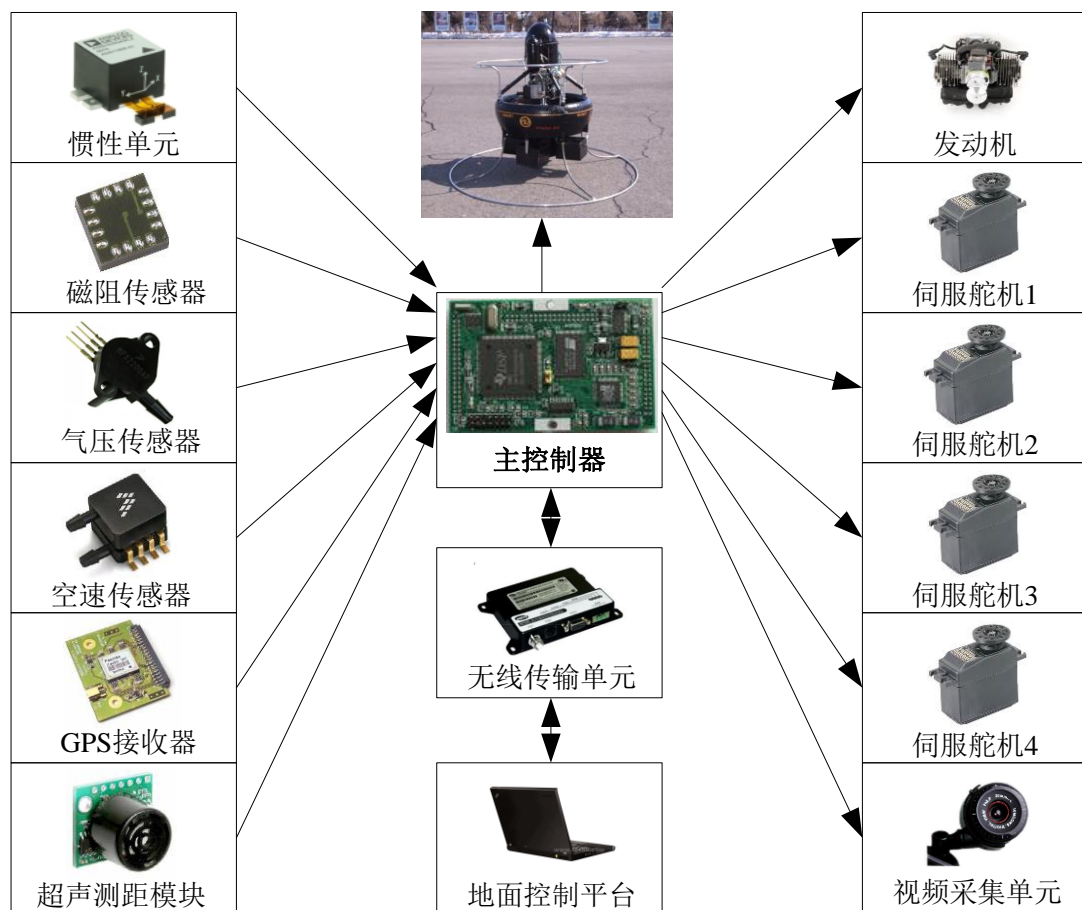 惯性单元
磁阻传感器
气压传感器
空速传感器
GPS接收器
超声测距模块
主控制器
无线传输单元
地面控制平台
发动机
伺服舵机1
伺服舵机2
伺服舵机3
伺服舵机4
视频采集单元